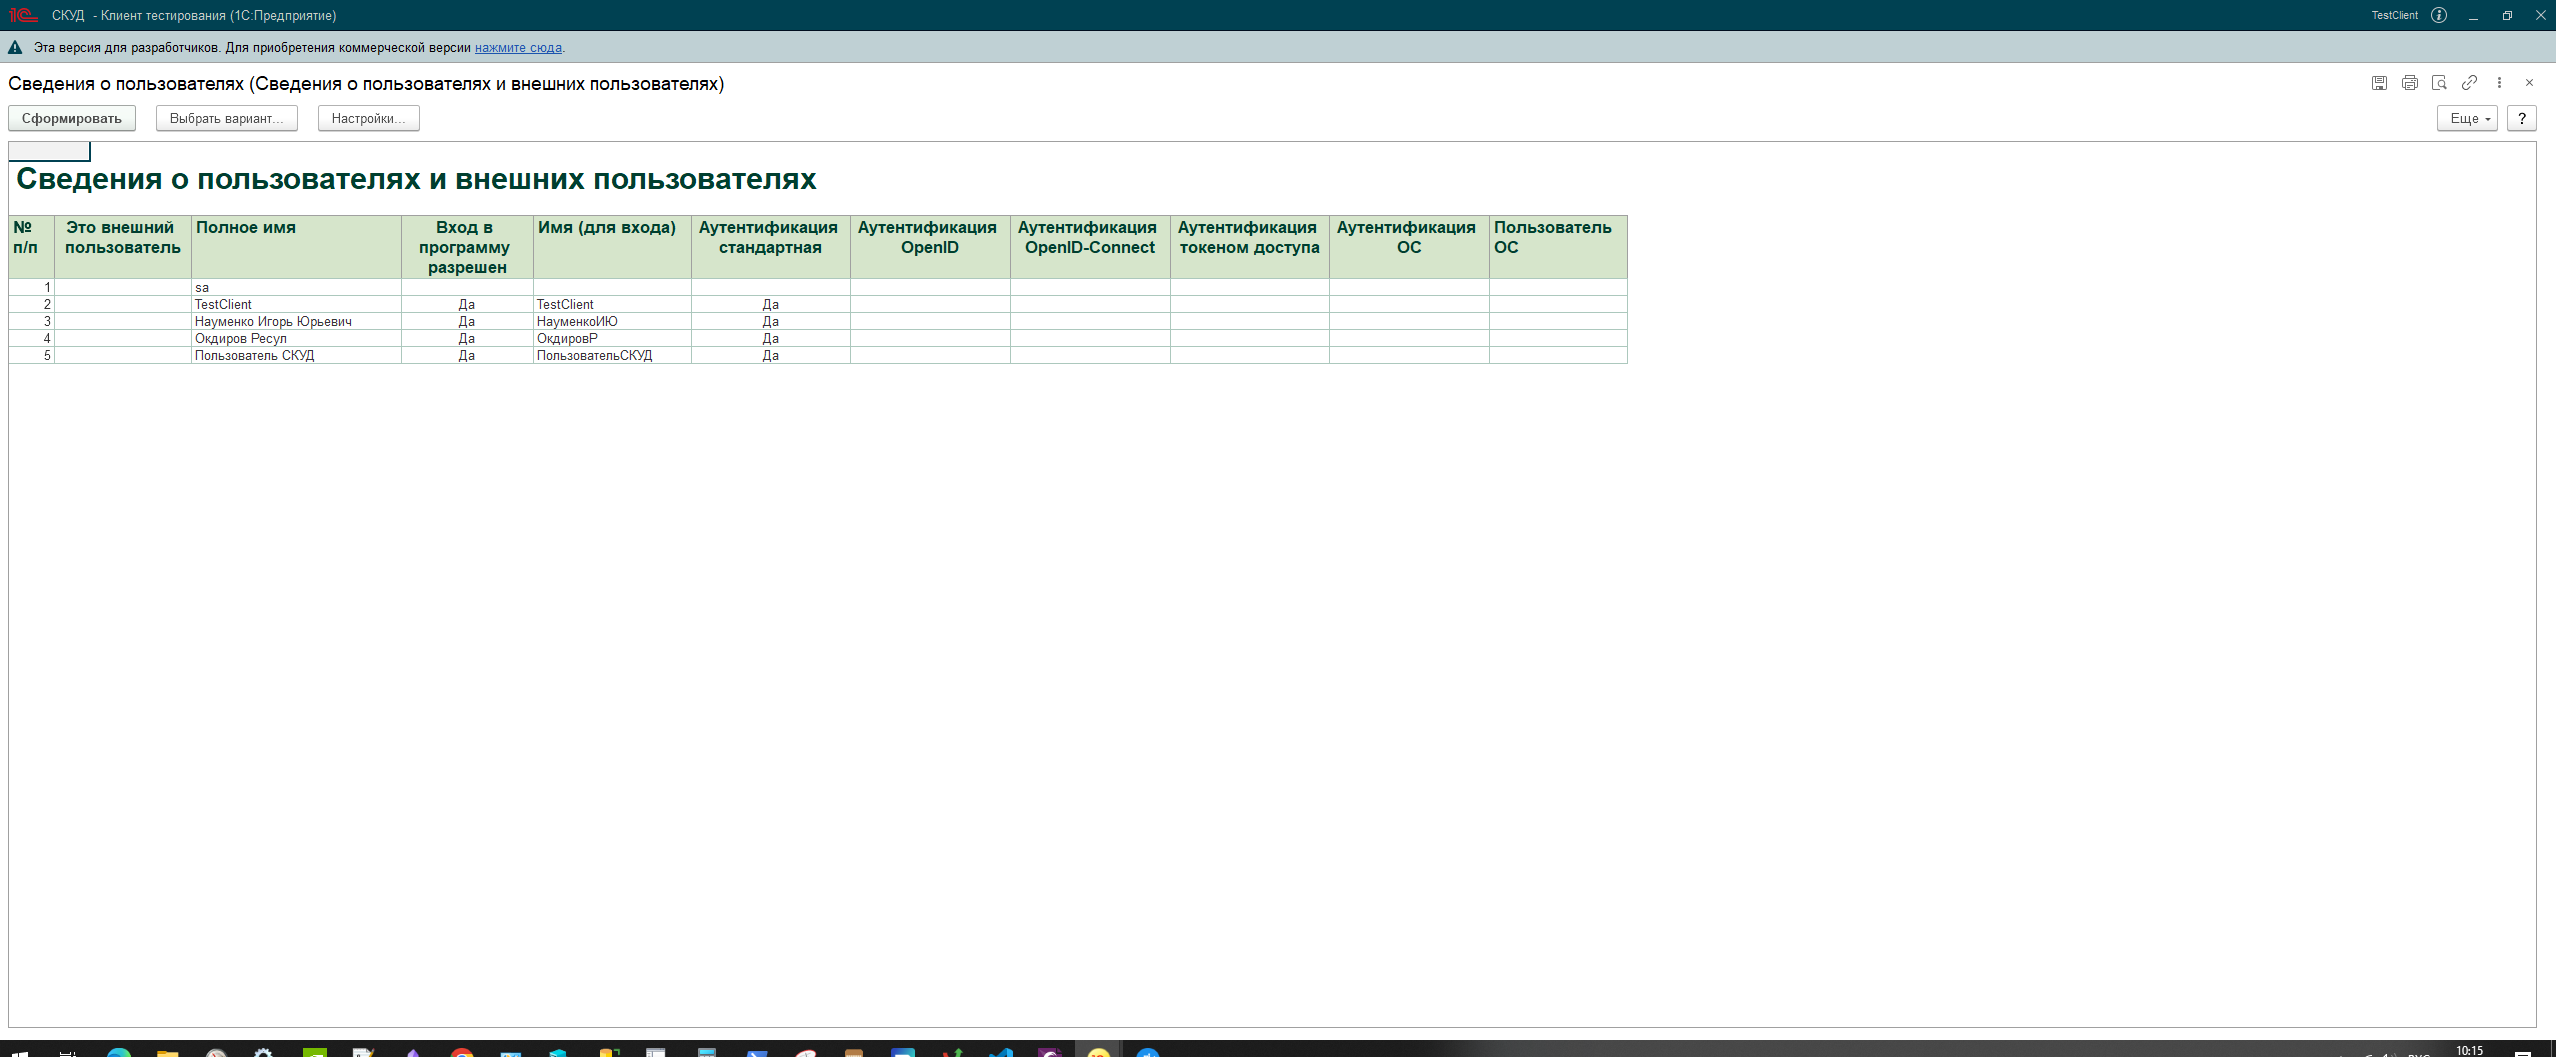 1С СКУД - Клиент тестирования (1С:Предприятие) TestClient
Эта версия для разработчиков. Для приобретения коммерческой версии нажмите сюда.
Сведения о пользователях (Сведения о пользователях и внешних пользователях)
Сформировать Выбрать вариант... Настройки... Еще ?
Сведения о пользователях и внешних пользователях
№ п/п Это внешний пользователь Полное имя Вход в программу разрешен Имя (для входа) Аутентификация стандартная Аутентификация OpenID Аутентификация OpenID-Connect Аутентификация токеном доступа Аутентификация ОС Пользователь ОС
1 sa
2 TestClient Да TestClient Да
3 Науменко Игорь Юрьевич Да НауменкоИЮ Да
4 Окдиров Ресул Да ОкдировР Да
5 Пользователь СКУД Да ПользовательСКУД Да
10:15